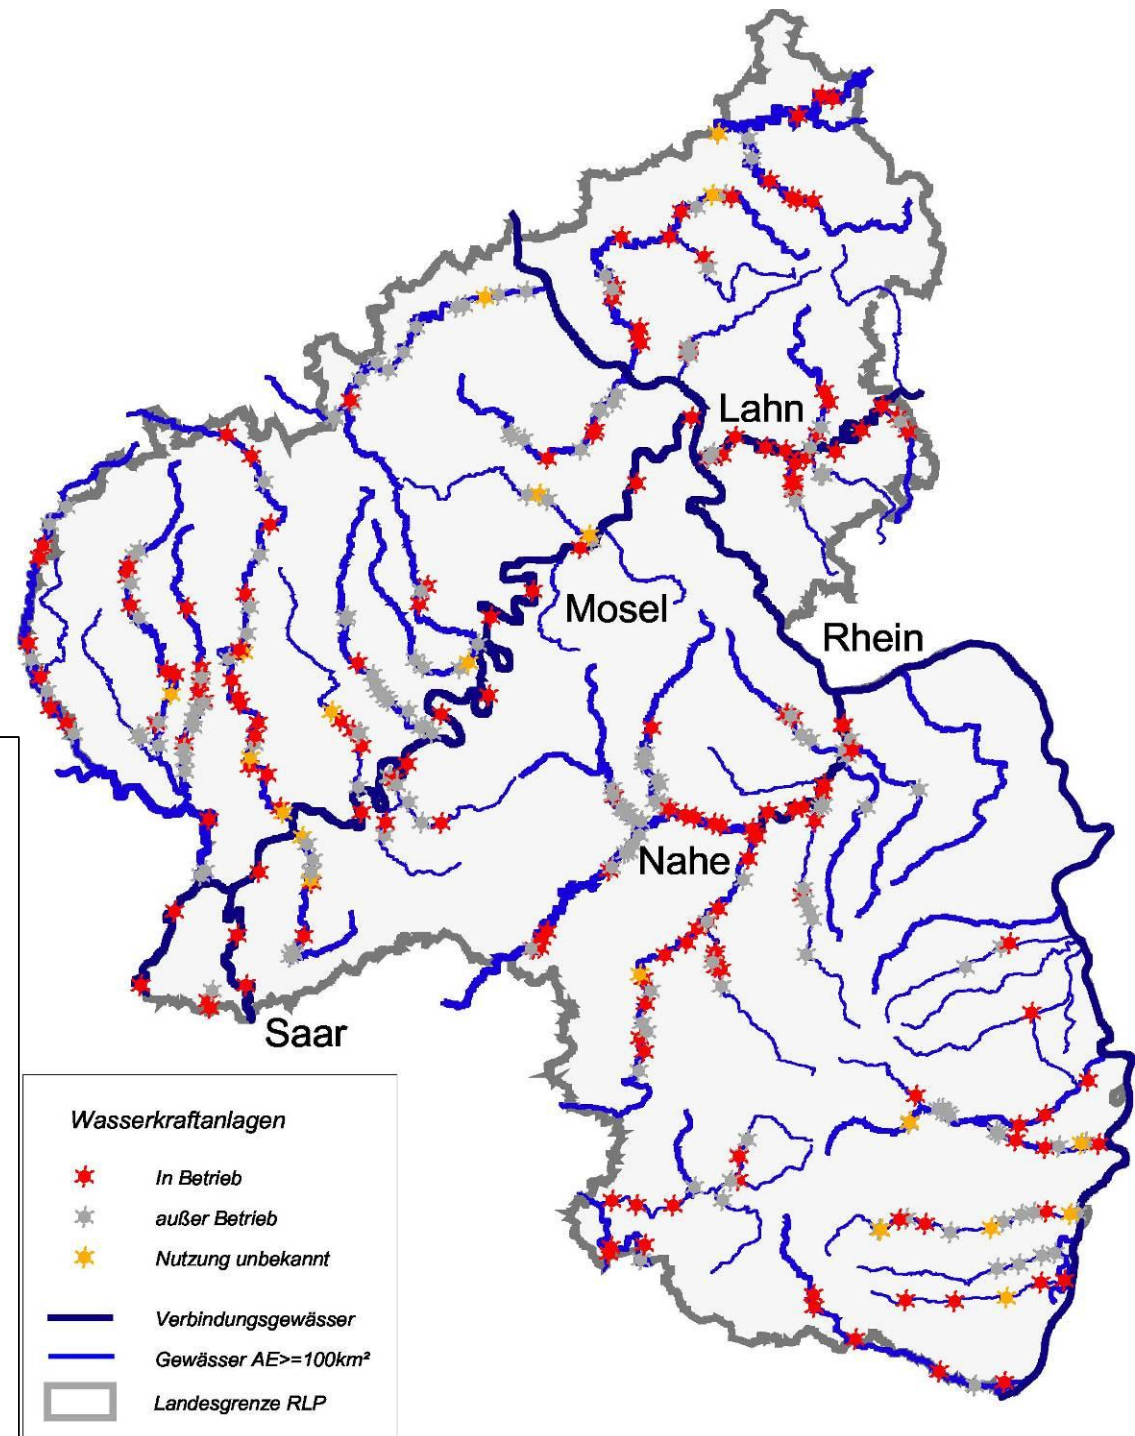 Lahn
Mosel
Rhein
Nahe
Saar
Wasserkraftanlagen
In Betrieb
außer Betrieb
Nutzung unbekannt
Verbindungsgewässer
Gewässer AE>=100km²
Landesgrenze RLP